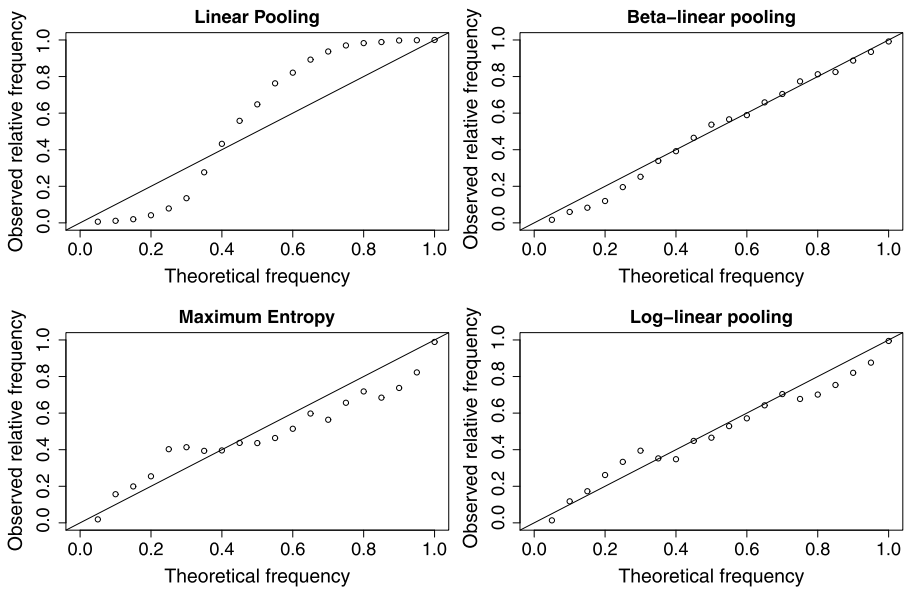 Linear Pooling
Observed relative frequency
0.0 0.2 0.4 0.6 0.8 1.0
0.0 0.2 0.4 0.6 0.8 1.0
Theoretical frequency
Beta−linear pooling
Observed relative frequency
0.0 0.2 0.4 0.6 0.8 1.0
0.0 0.2 0.4 0.6 0.8 1.0
Theoretical frequency
Maximum Entropy
Observed relative frequency
0.0 0.2 0.4 0.6 0.8 1.0
0.0 0.2 0.4 0.6 0.8 1.0
Theoretical frequency
Log−linear pooling
Observed relative frequency
0.0 0.2 0.4 0.6 0.8 1.0
0.0 0.2 0.4 0.6 0.8 1.0
Theoretical frequency